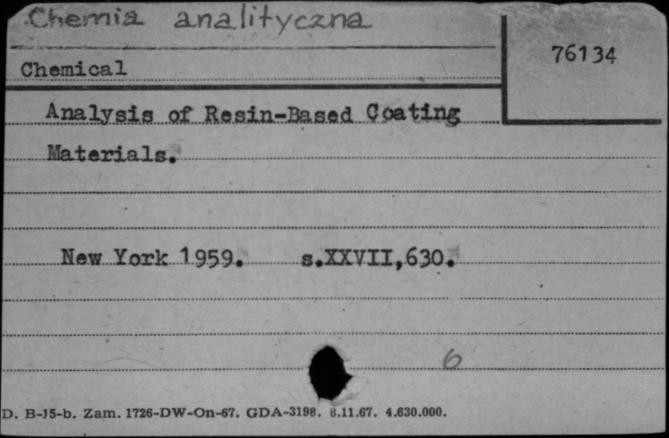 Chemia analityczna
76134
Chemical
Analysis of Resin-Based Coating
Materials.
New York 1959. s.XXVII,630.
6
D. B-15-b. Zam. 1726-DW-On-67. GDA-3198. 8.11.67. 4.630.000.